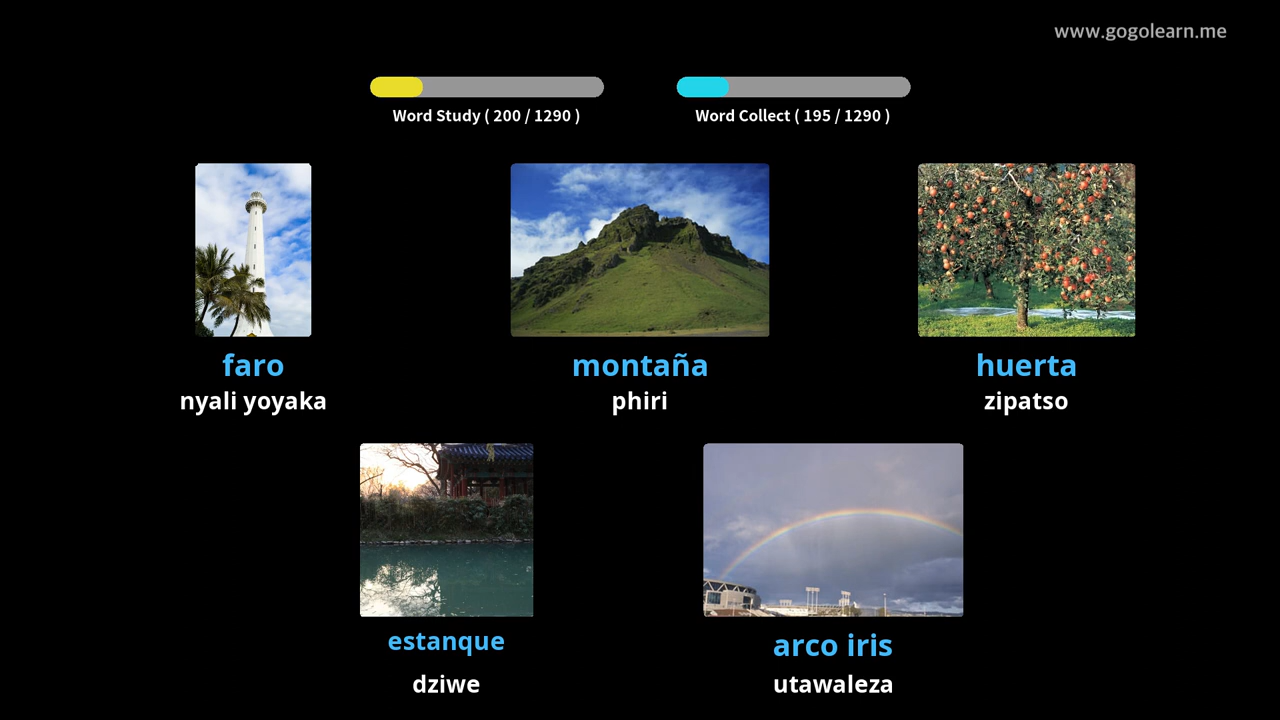 www.gogolearn.me
Word Study ( 200 / 1290 )
Word Collect ( 195 / 1290 )
faro
nyali yoyaka
montaña
phiri
huerta
zipatso
estanque
dziwe
arco iris
utawaleza